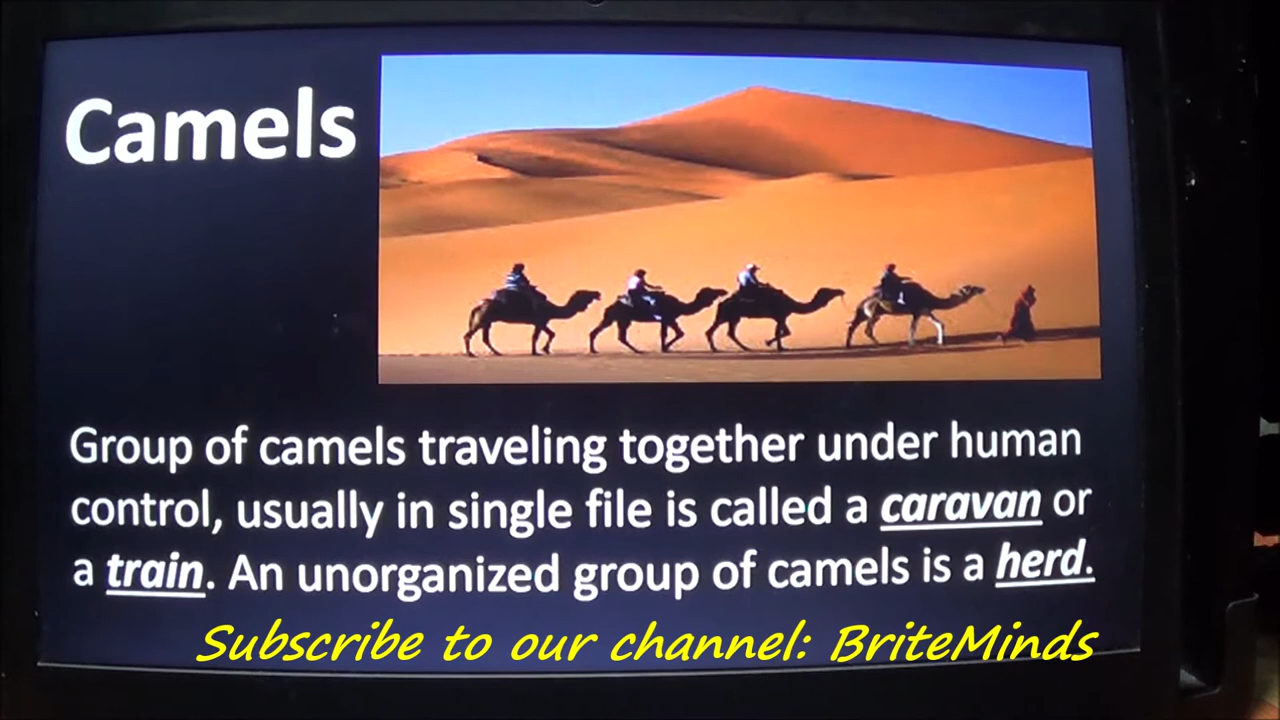 Camels
Group of camels traveling together under human
control, usually in single file is called a caravan or
a train. An unorganized group of camels is a herd.
Subscribe to our channel: BriteMinds